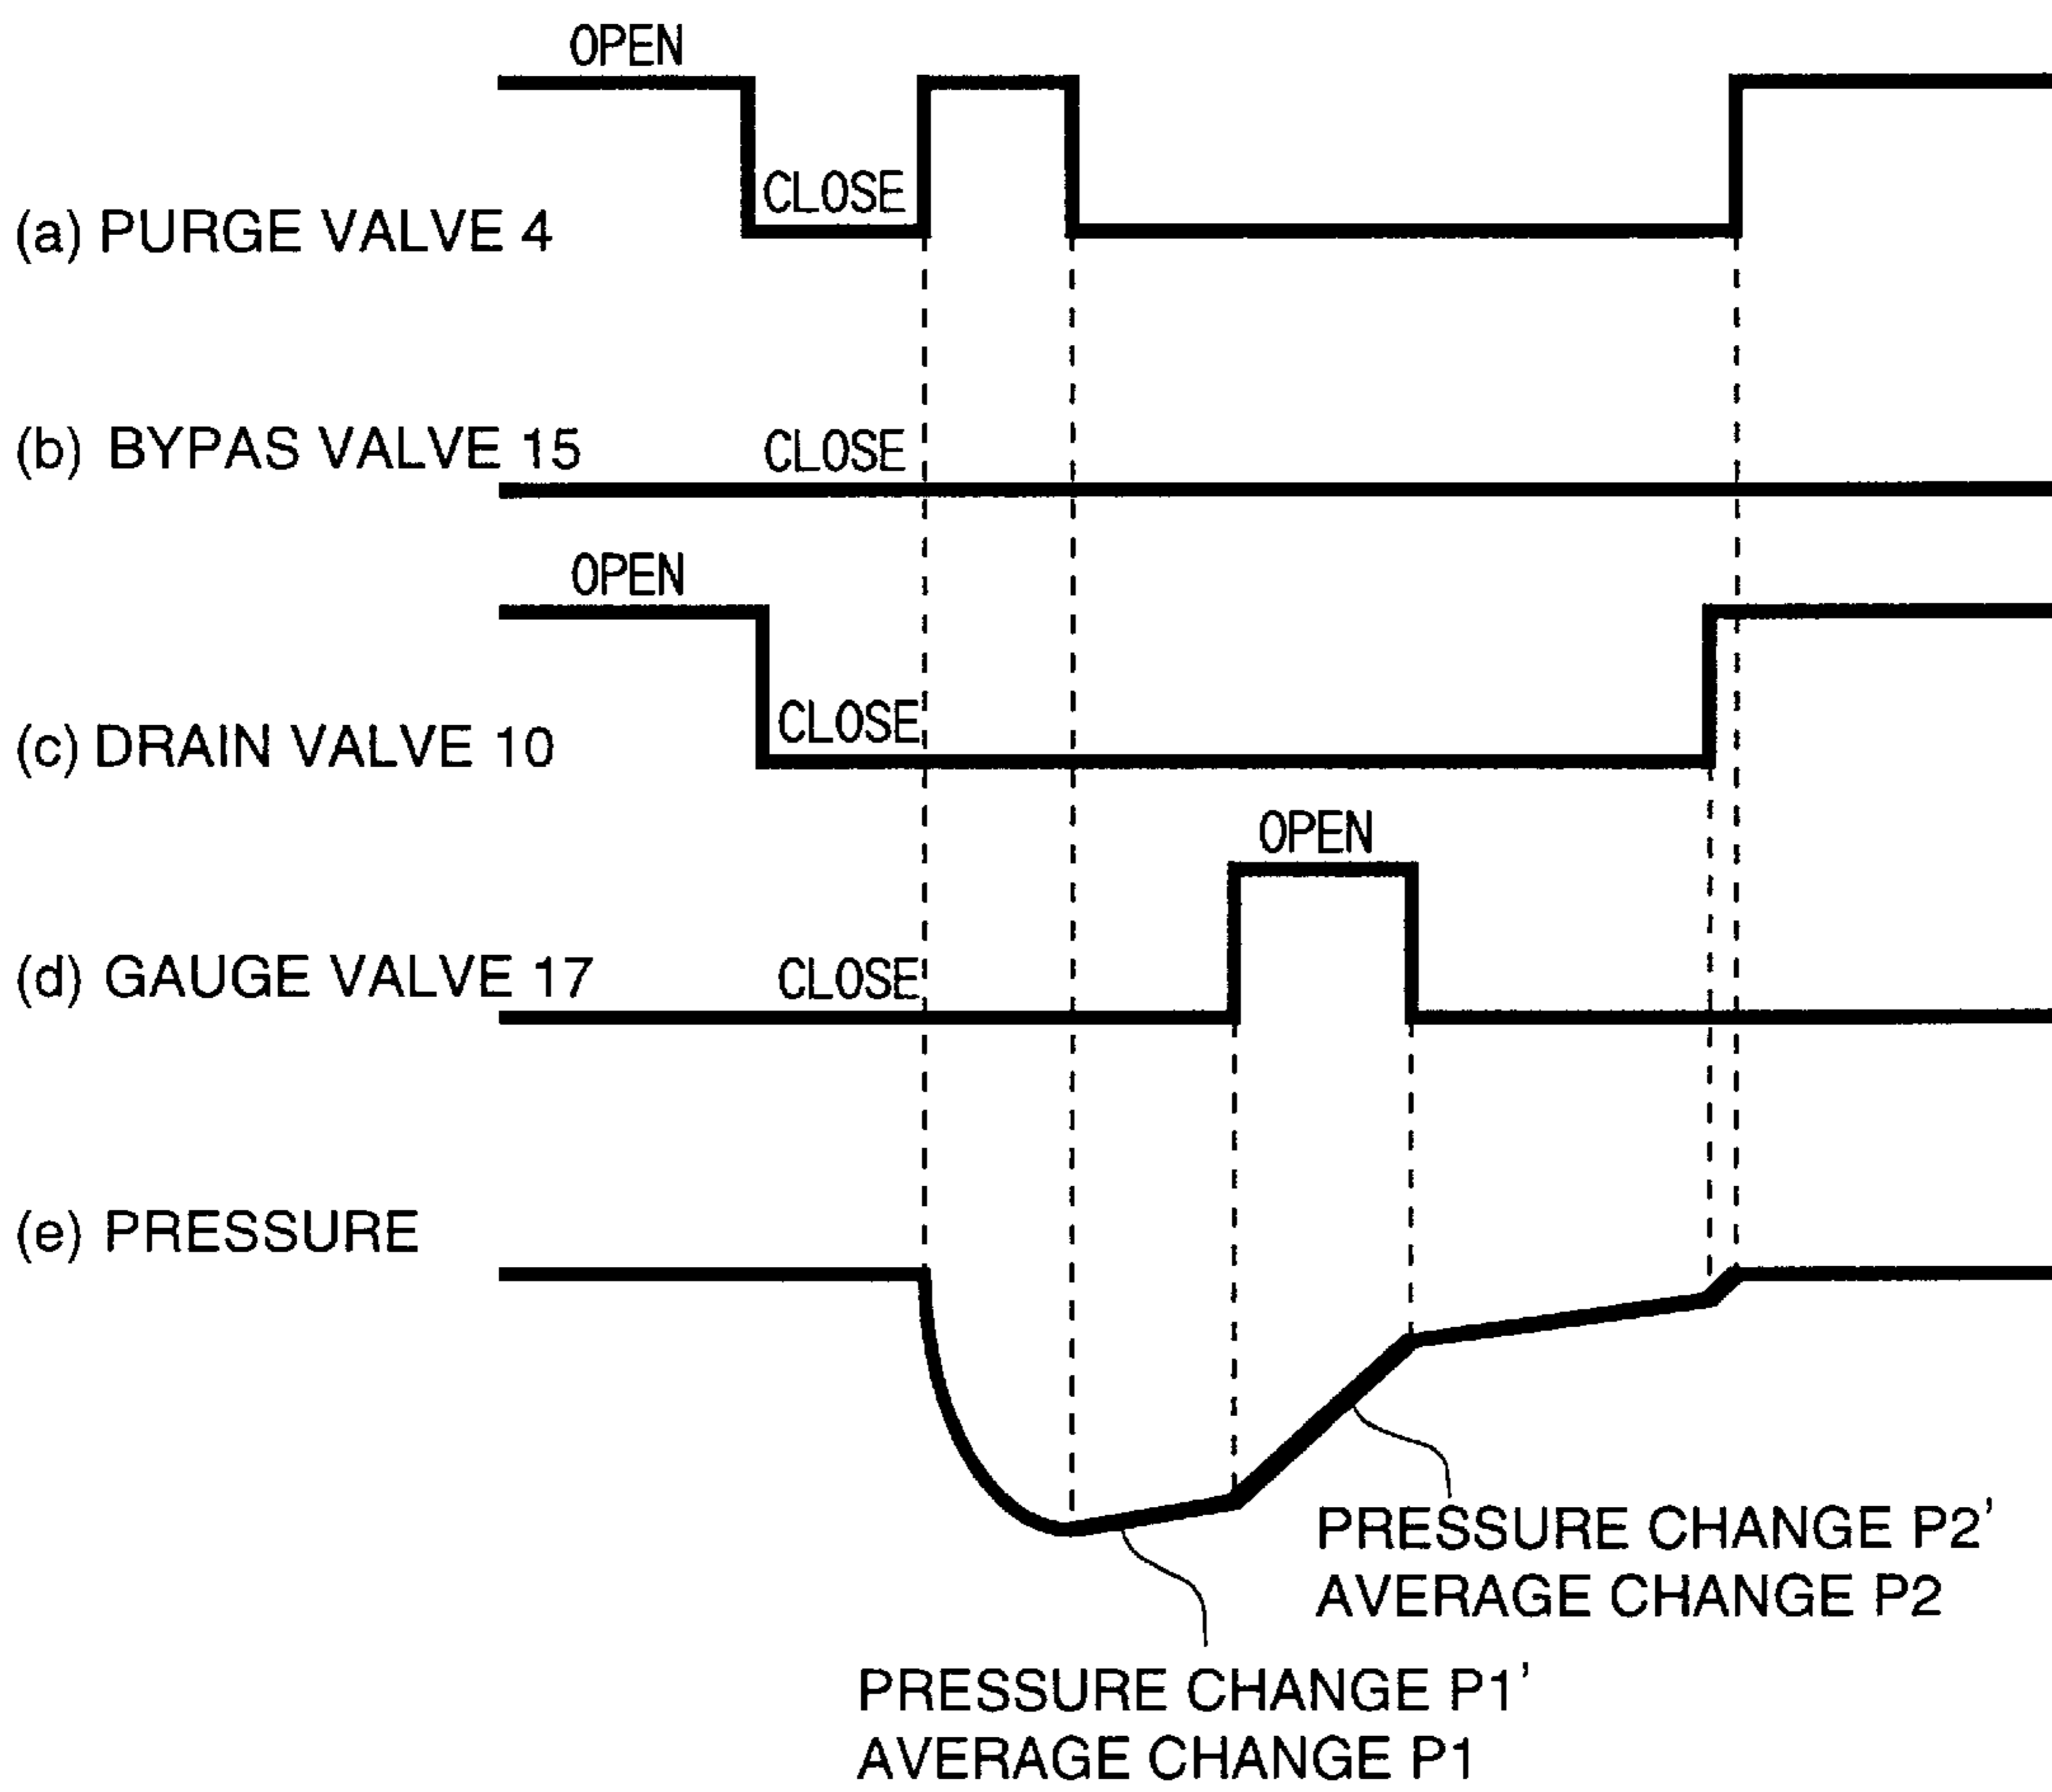 OPEN
CLOSE
(a) PURGE VALVE 4
(b) BYPAS VALVE 15
CLOSE
OPEN
CLOSE
(c) DRAIN VALVE 10
OPEN
(d) GAUGE VALVE 17
CLOSE
(e) PRESSURE
PRESSURE CHANGE P2'
AVERAGE CHANGE P2
PRESSURE CHANGE P1'
AVERAGE CHANGE P1